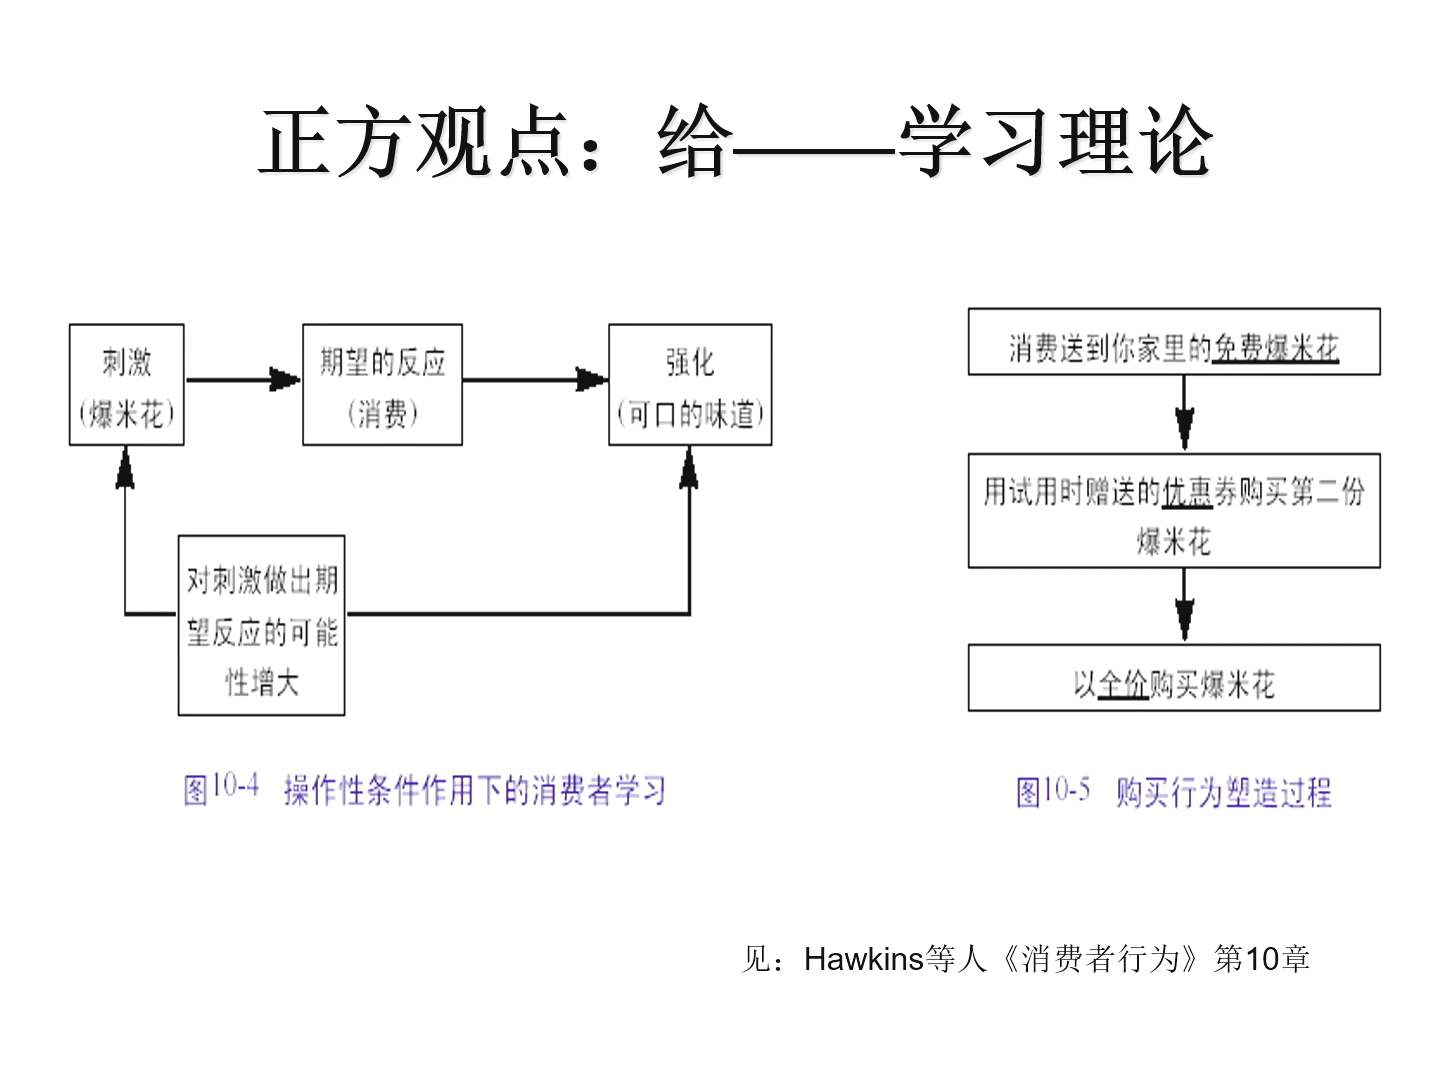 正方观点：给——学习理论
刺激
(爆米花)
期望的反应
(消费)
强化
(可口的味道)
对刺激做出期
望反应的可能
性增大
图10-4 操作性条件作用下的消费者学习
消费送到你家里的免费爆米花
用试用时赠送的优惠券购买第二份
爆米花
以全价购买爆米花
图10-5 购买行为塑造过程
见：Hawkins等人《消费者行为》第10章